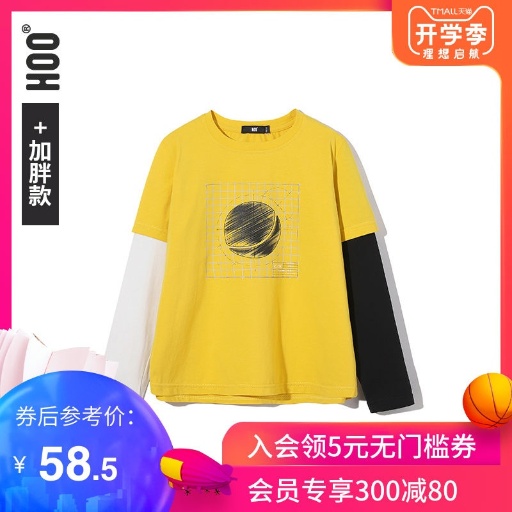 HOO®
+加胖款
TMALL天猫
开学季
理想启航
券后参考价：
¥58.5
入会领5元无门槛券
会员专享300减80